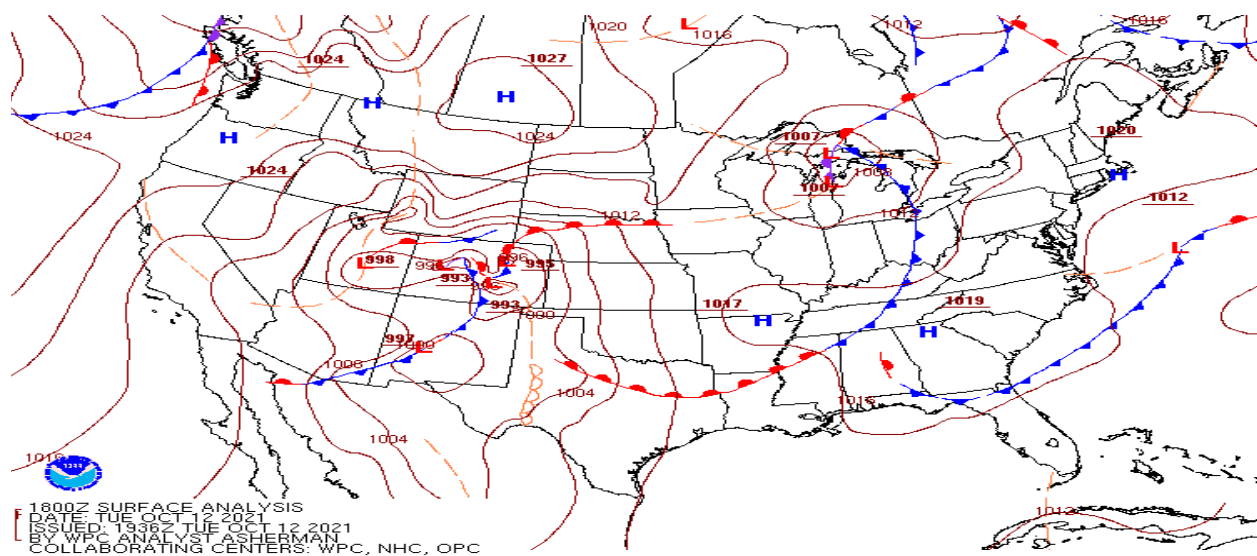 1020
L
1016
1012
1016
1024
1027
H
H
1024
1024
H
1007
L
1020
1024
1008
1007
L
H
1012
1012
1012
L
998
L
996
995
993
L
993
1000
1017
H
1019
H
997
L
1000
1008
1004
1016
1004
1016
1012
1800Z SURFACE ANALYSIS
DATE: TUE OCT 12 2021
ISSUED: 1936Z TUE OCT 12 2021
BY WPC ANALYST ASHERMAN
COLLABORATING CENTERS: WPC, NHC, OPC